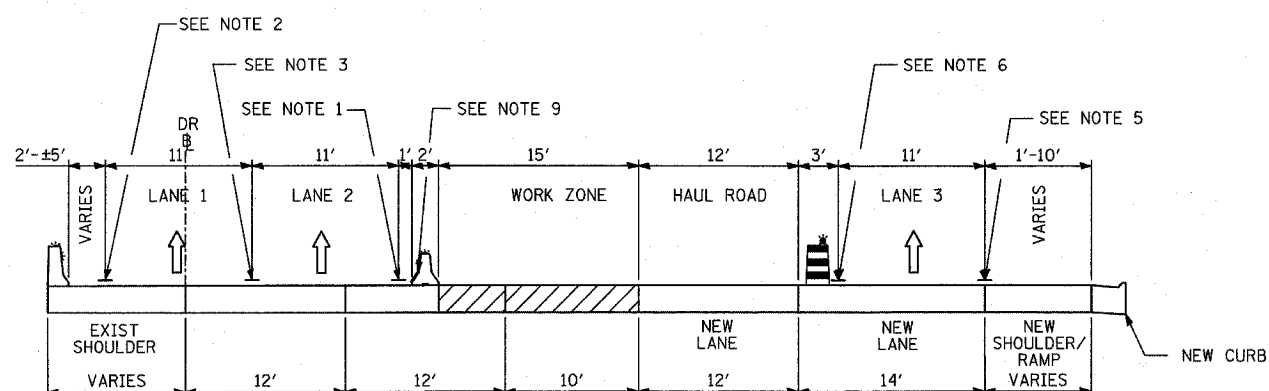 SEE NOTE 2
SEE NOTE 3
SEE NOTE 6
SEE NOTE 1
SEE NOTE 9
SEE NOTE 5
DR
B
2'-±5'
11'
11'
1'
2'
15'
12'
3'
11'
1'-10'
VARIES
LANE 1
LANE 2
WORK ZONE
HAUL ROAD
LANE 3
VARIES
EXIST
SHOULDER
NEW
LANE
NEW
LANE
NEW
SHOULDER/
RAMP
NEW CURB
VARIES
12'
12'
10'
12'
14'
VARIES